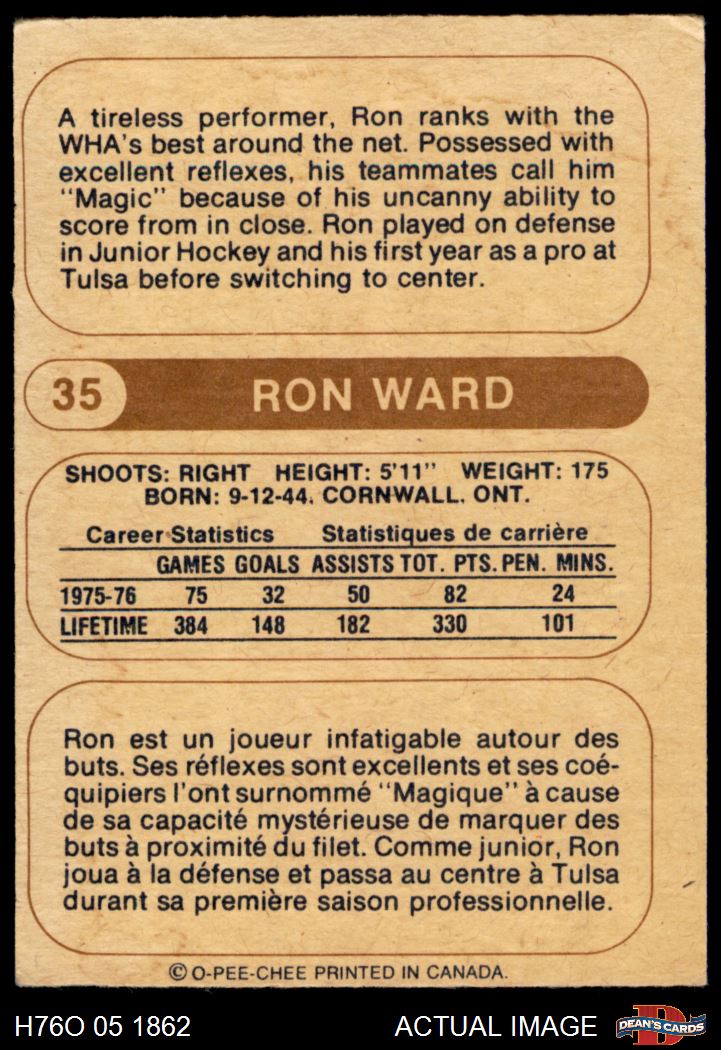 A tireless performer, Ron ranks with the
WHA's best around the net. Possessed with
excellent reflexes, his teammates call him
"Magic" because of his uncanny ability to
score from in close. Ron played on defense
in Junior Hockey and his first year as a pro at
Tulsa before switching to center.
35 RON WARD
SHOOTS: RIGHT HEIGHT: 5'11" WEIGHT: 175
BORN: 9-12-44. CORNWALL. ONT.
Career Statistics Statistiques de carrière
GAMES GOALS ASSISTS TOT. PTS. PEN. MINS.
1975-76 75 32 50 82 24
LIFETIME 384 148 182 330 101
Ron est un joueur infatigable autour des
buts. Ses réflexes sont excellents et ses coé-
quipiers l'ont surnommé "Magique" à cause
de sa capacité mystérieuse de marquer des
buts à proximité du filet. Comme junior, Ron
joua à la défense et passa au centre à Tulsa
durant sa première saison professionnelle.
© O-PEE-CHEE PRINTED IN CANADA.
H76O 05 1862 ACTUAL IMAGE D DEAN'S CARDS